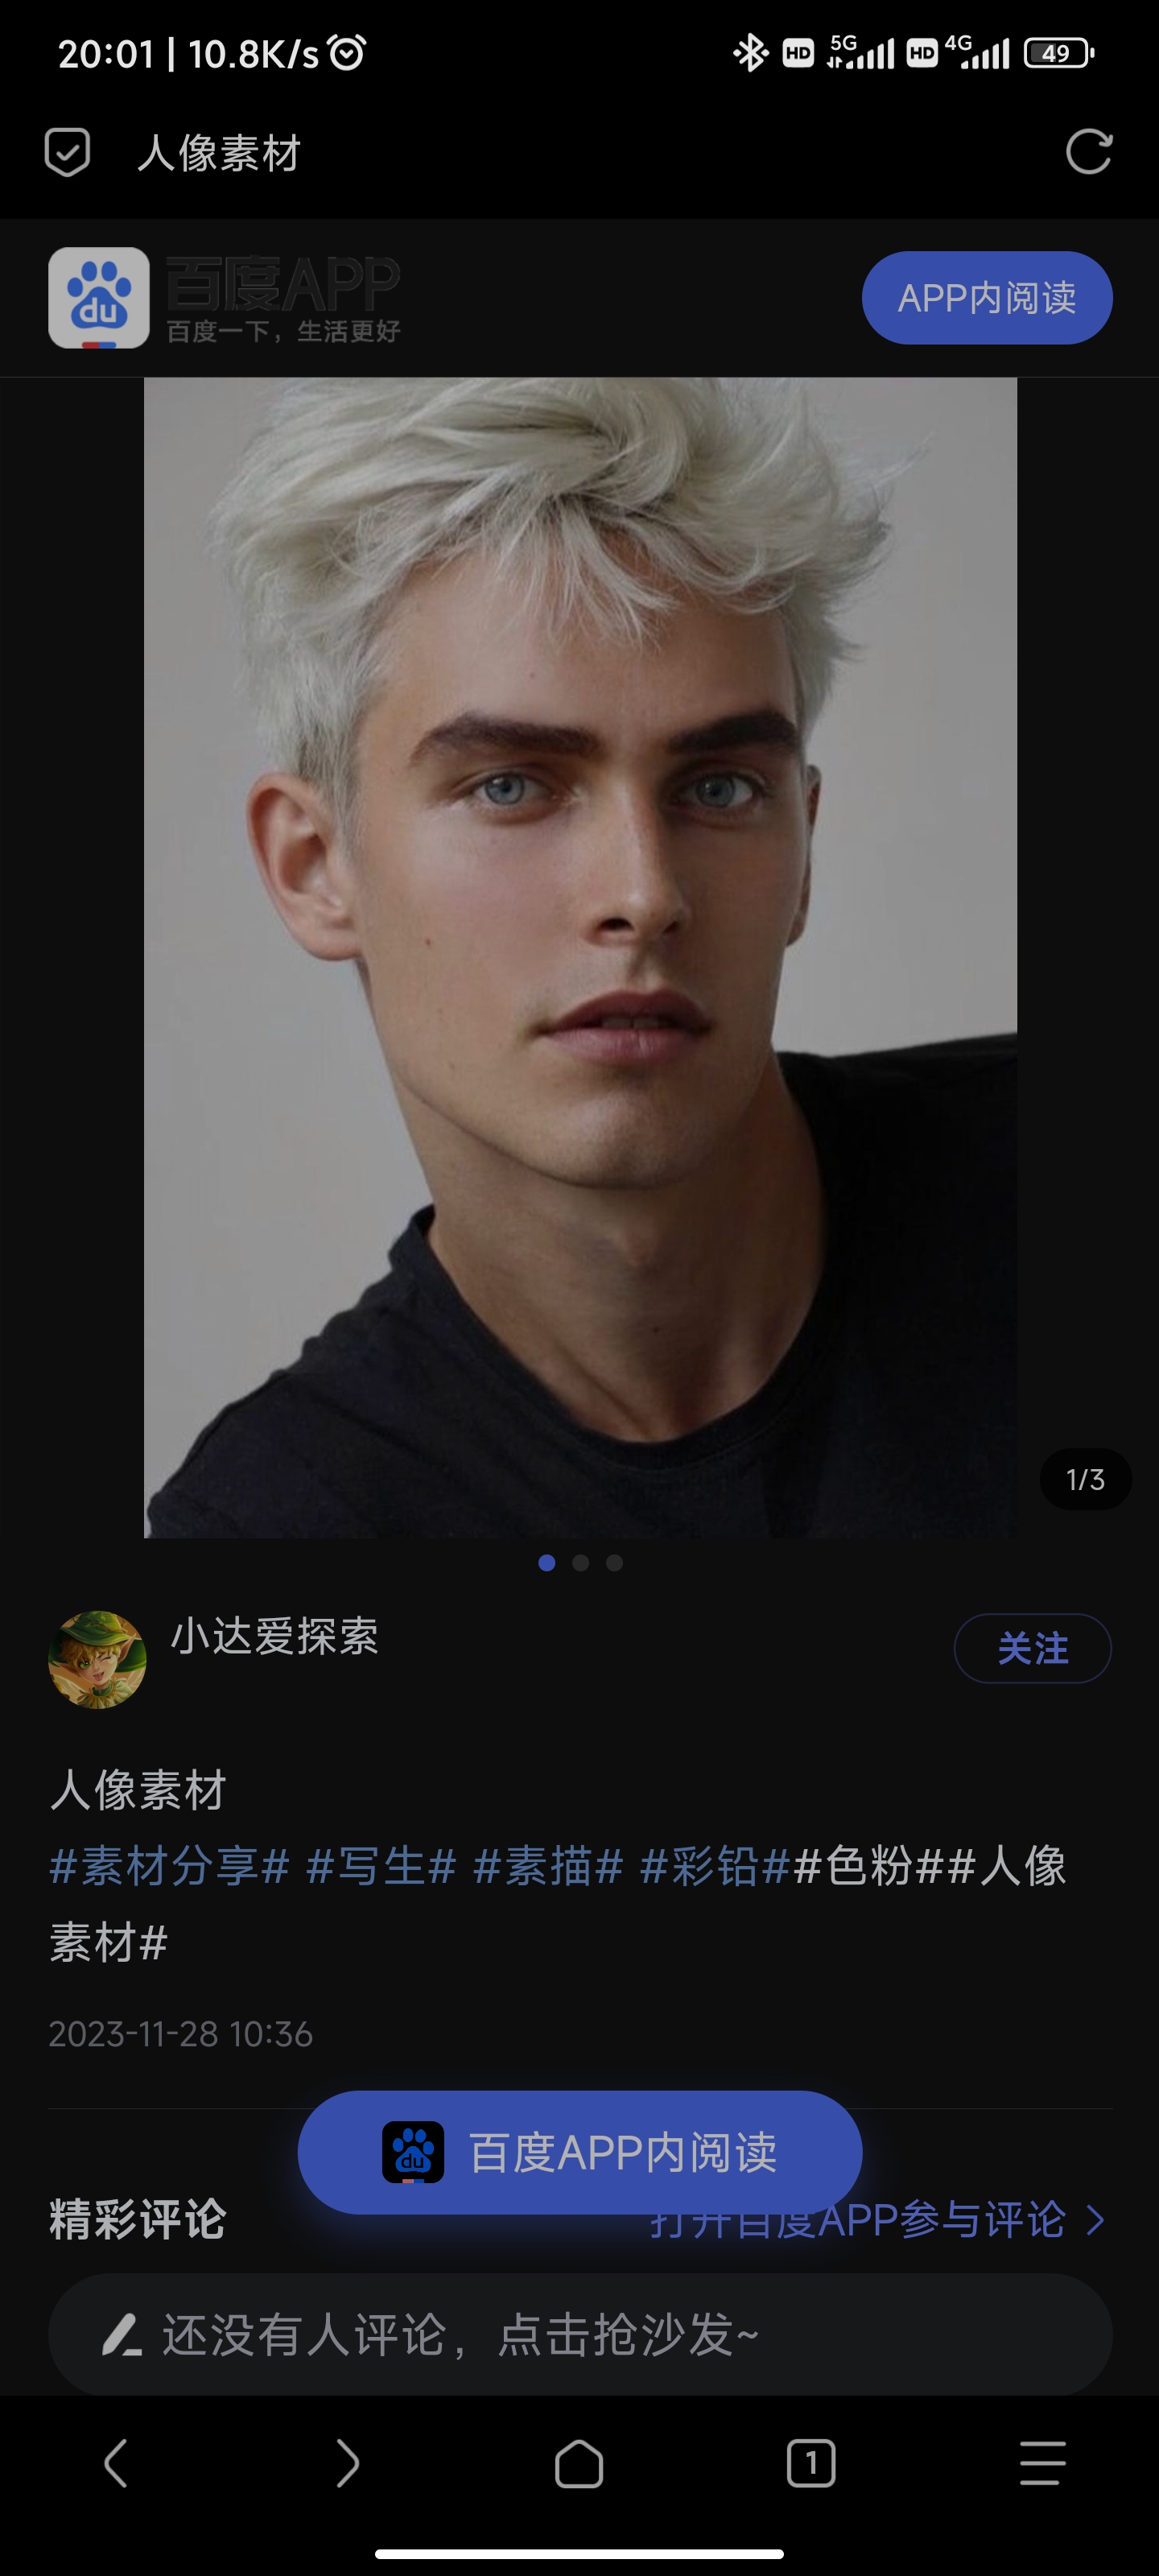 20:01 | 10.8K/s HD 5G HD 4G 49
人像素材
du 百度APP
百度一下，生活更好
APP内阅读
1/3
小达爱探索
关注
人像素材
#素材分享# #写生# #素描# #彩铅##色粉##人像
素材#
2023-11-28 10:36
du 百度APP内阅读
精彩评论 打开百度APP参与评论
还没有人评论，点击抢沙发~
1